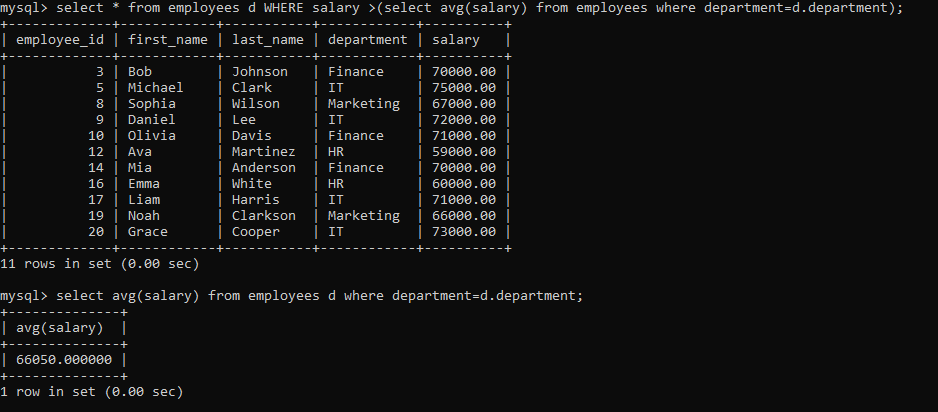 mysql> select * from employees d WHERE salary >(select avg(salary) from employees where department=d.department);
+-------------+------------+-----------+------------+----------+
| employee_id | first_name | last_name | department | salary   |
+-------------+------------+-----------+------------+----------+
|           3 | Bob        | Johnson   | Finance    | 70000.00 |
|           5 | Michael    | Clark     | IT         | 75000.00 |
|           8 | Sophia     | Wilson    | Marketing  | 67000.00 |
|           9 | Daniel     | Lee       | IT         | 72000.00 |
|          10 | Olivia     | Davis     | Finance    | 71000.00 |
|          12 | Ava        | Martinez  | HR         | 59000.00 |
|          14 | Mia        | Anderson  | Finance    | 70000.00 |
|          16 | Emma       | White     | HR         | 60000.00 |
|          17 | Liam       | Harris    | IT         | 71000.00 |
|          19 | Noah       | Clarkson  | Marketing  | 66000.00 |
|          20 | Grace      | Cooper    | IT         | 73000.00 |
+-------------+------------+-----------+------------+----------+
11 rows in set (0.00 sec)
mysql> select avg(salary) from employees d where department=d.department;
+--------------+
| avg(salary)  |
+--------------+
| 66050.000000 |
+--------------+
1 row in set (0.00 sec)